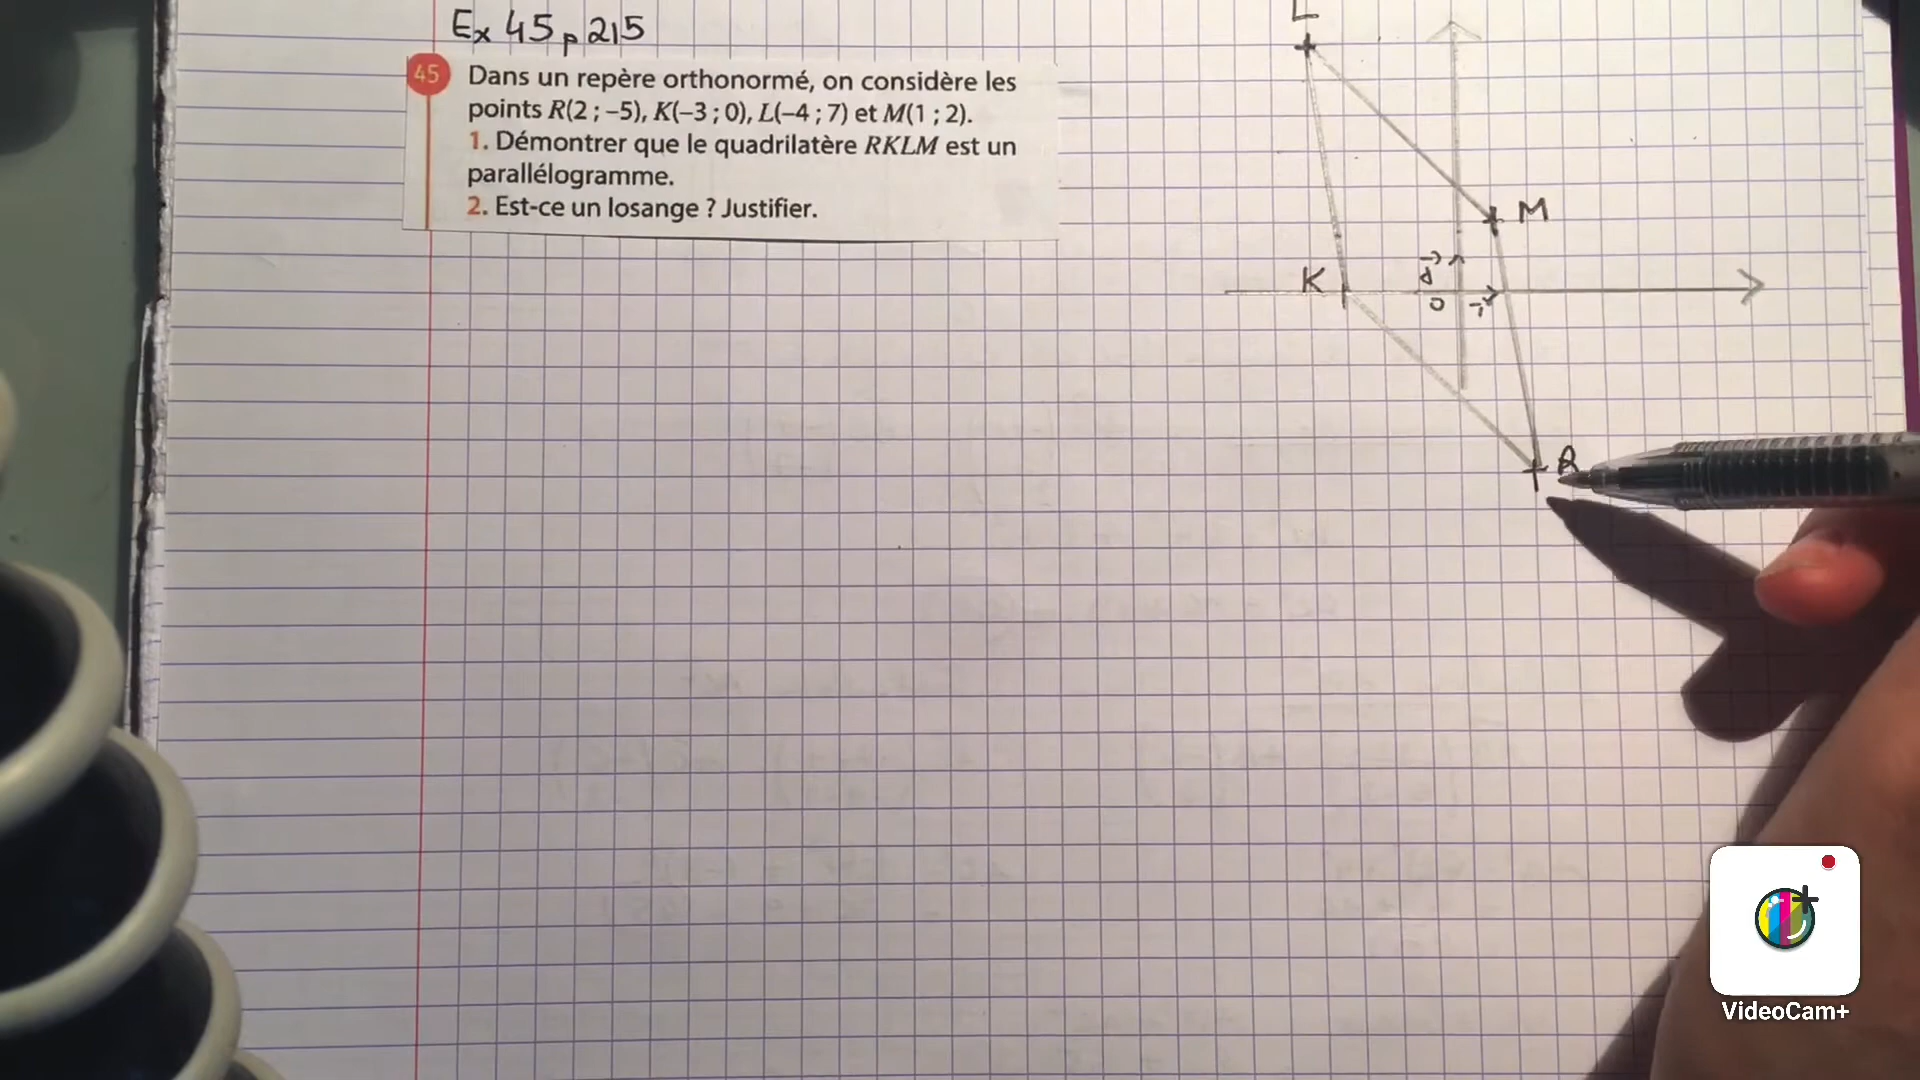 Ex 45 p 215
45 Dans un repère orthonormé, on considère les
points R(2 ; –5), K(–3 ; 0), L(–4 ; 7) et M(1 ; 2).
1. Démontrer que le quadrilatère RKLM est un
parallélogramme.
2. Est-ce un losange ? Justifier.
L
M
K
O
R
VideoCam+